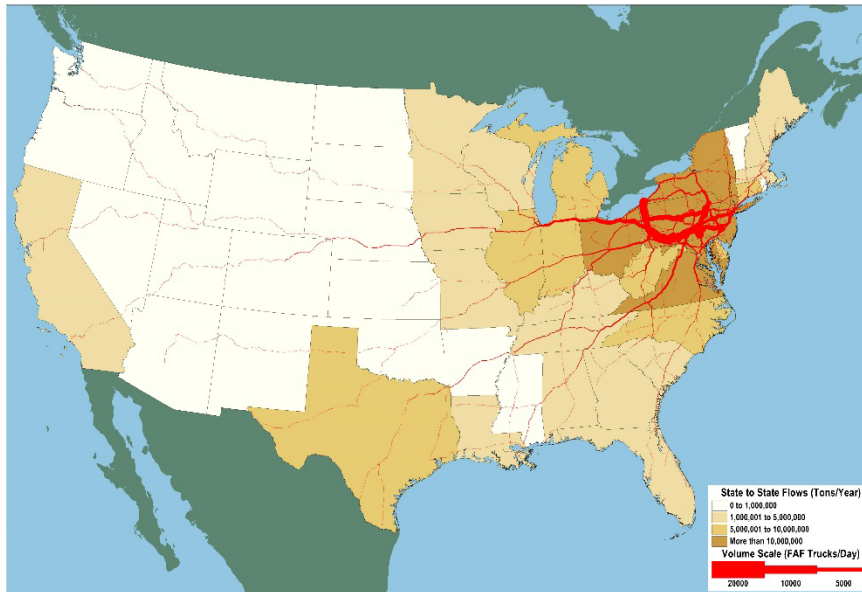 State to State Flows (Tons/Year)
0 to 1,000,000
1,000,001 to 5,000,000
5,000,001 to 10,000,000
More than 10,000,000
Volume Scale (FAF Trucks/Day)
20000 10000 5000